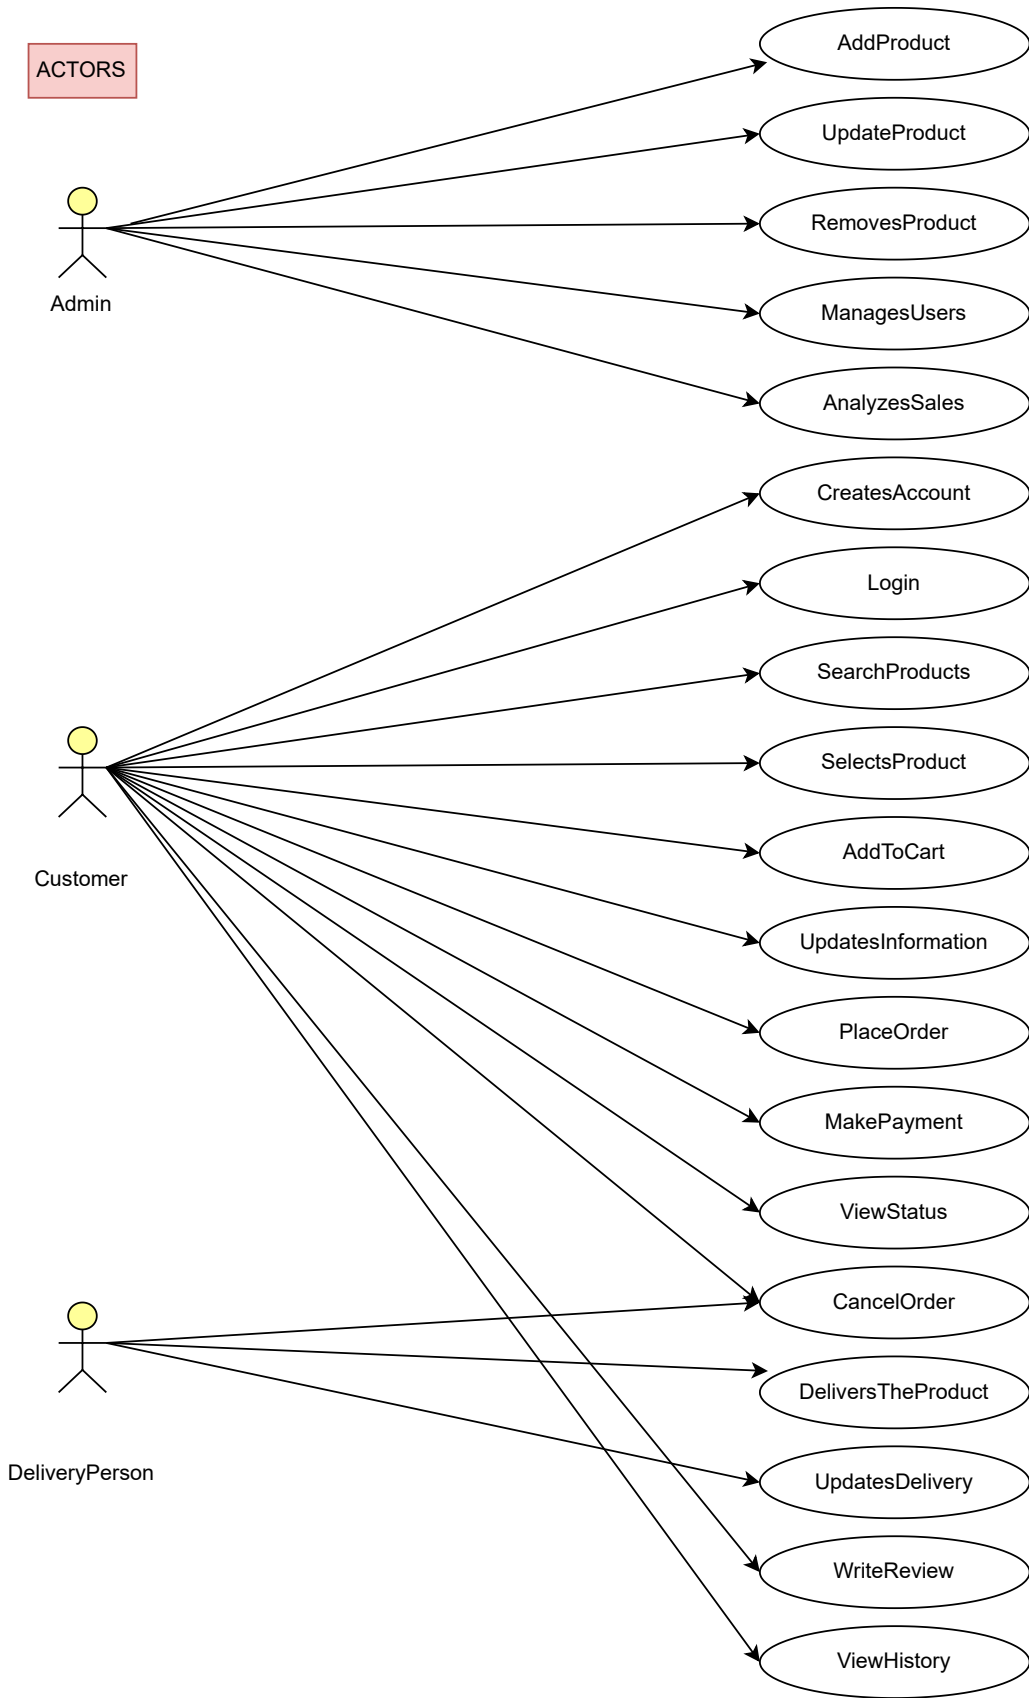 ACTORS
AddProduct
UpdateProduct
RemovesProduct
Admin
ManagesUsers
AnalyzesSales
CreatesAccount
Login
SearchProducts
SelectsProduct
AddToCart
Customer
UpdatesInformation
PlaceOrder
MakePayment
ViewStatus
CancelOrder
DeliversTheProduct
DeliveryPerson
UpdatesDelivery
WriteReview
ViewHistory